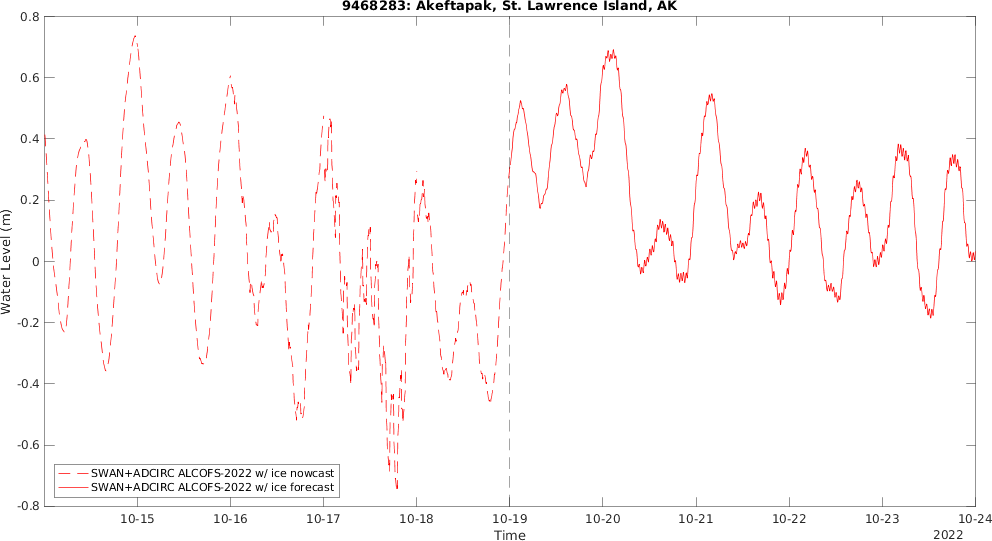 9468283: Akeftapak, St. Lawrence Island, AK
Water Level (m)
0.8
0.6
0.4
0.2
0
-0.2
-0.4
-0.6
-0.8
SWAN+ADCIRC ALCOFS-2022 w/ ice nowcast
SWAN+ADCIRC ALCOFS-2022 w/ ice forecast
10-15 10-16 10-17 10-18 10-19 10-20 10-21 10-22 10-23 10-24
Time
2022